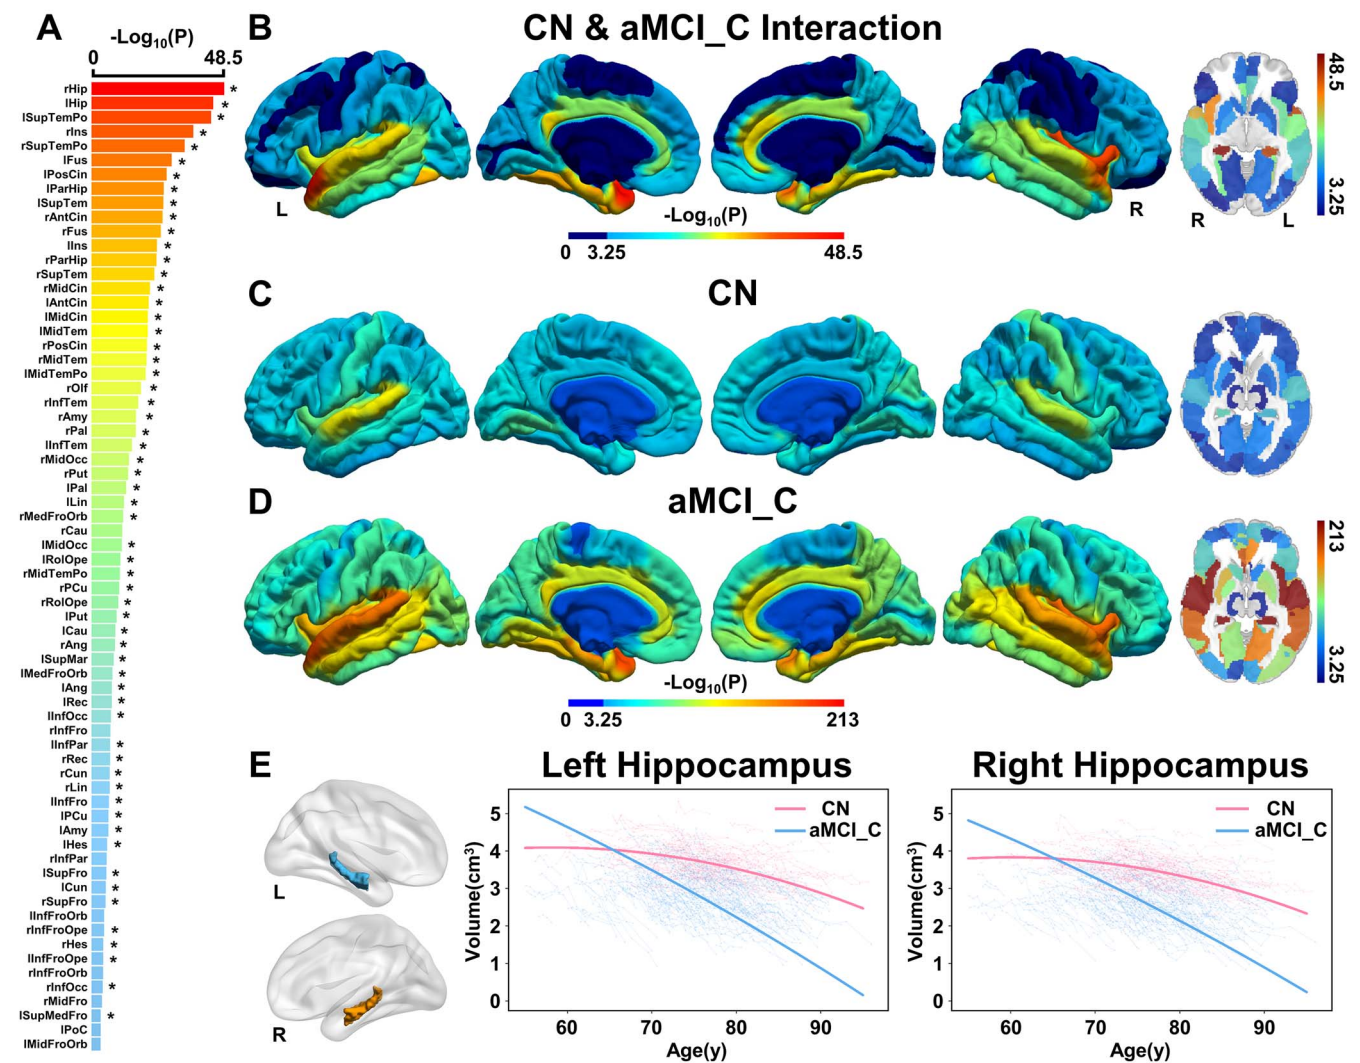 A
-Log10(P)
0 48.5
rHip *
lHip *
lSupTemPo *
rIns *
rSupTemPo *
lFus *
lPosCin *
lParHip *
lSupTem *
rAntCin *
rFus *
lIns *
rParHip *
rSupTem *
rMidCin *
lAntCin *
lMidCin *
lMidTem *
rPosCin *
rMidTem *
lMidTemPo *
rOlf *
rInfTem *
rAmy *
rPal *
lInfTem *
rMidOcc *
rPut *
lPal *
lLin *
rMedFroOrb *
rCau
lMidOcc *
lRolOpe *
rMidTemPo *
rPCu *
rRolOpe *
lPut *
lCau *
rAng *
lSupMar *
lMedFroOrb *
lAng *
lRec *
lInfOcc *
rInfFro
lInfPar *
rRec *
rCun *
rLin *
lInfFro *
lPCu *
lAmy *
lHes *
rInfPar
lSupFro *
lCun *
rSupFro *
lInfFroOrb
rInfFroOpe *
rHes *
lInfFroOpe *
rInfFroOrb
rInfOcc *
rMidFro
lSupMedFro *
lPoC
lMidFroOrb
B
CN & aMCI_C Interaction
L
R
R L
48.5
3.25
-Log10(P)
0 3.25 48.5
C
CN
D
aMCI_C
213
3.25
-Log10(P)
0 3.25 213
E
L
R
Left Hippocampus
CN
aMCI_C
Volume(cm3)
5
4
3
2
1
0
60 70 80 90
Age(y)
Right Hippocampus
CN
aMCI_C
Volume(cm3)
5
4
3
2
1
0
60 70 80 90
Age(y)